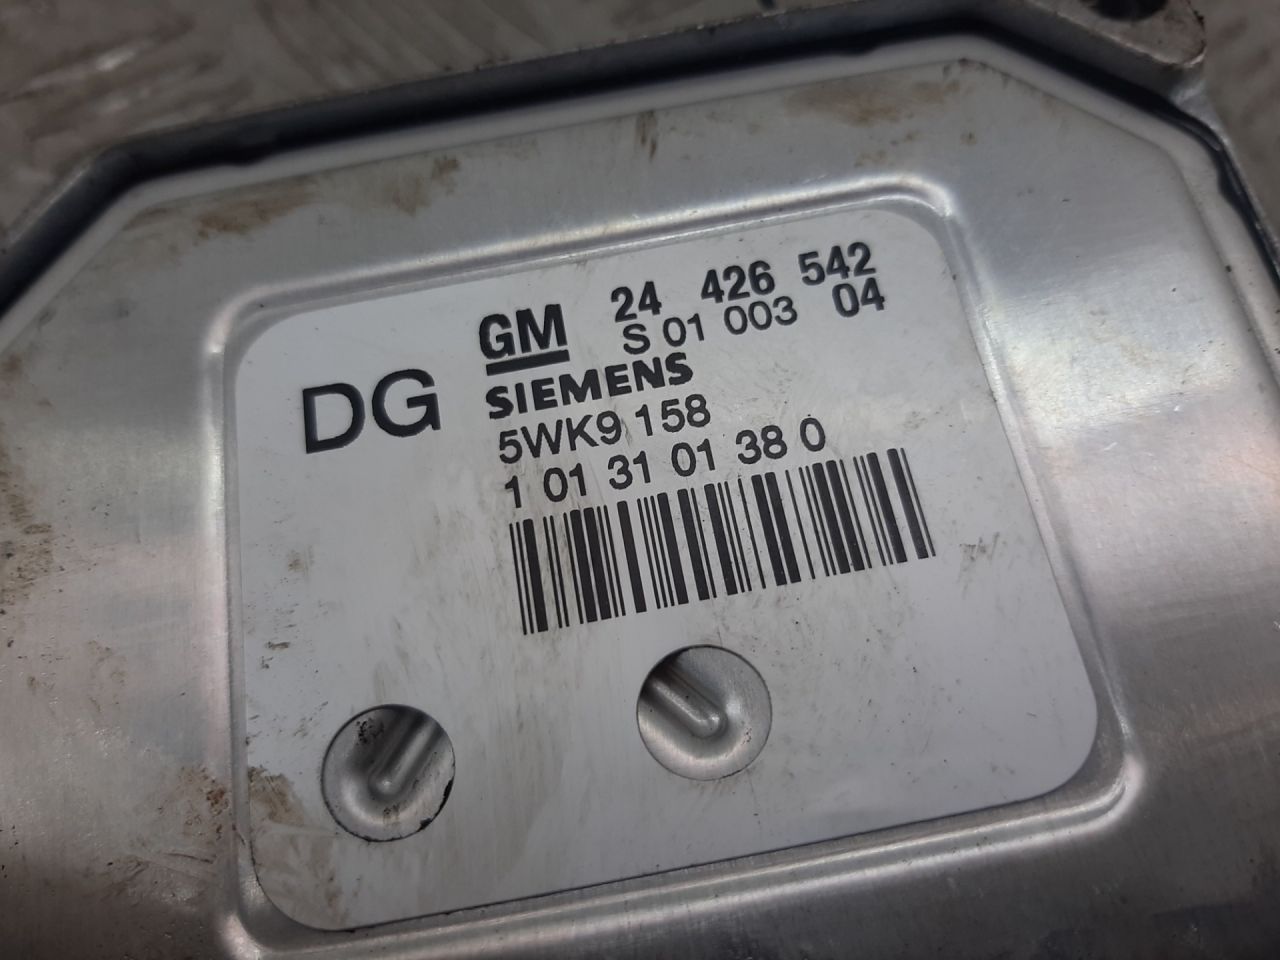 GM 24 426 542
S 01 003 04
DG SIEMENS
5WK9 158
1 01 31 01 38 0